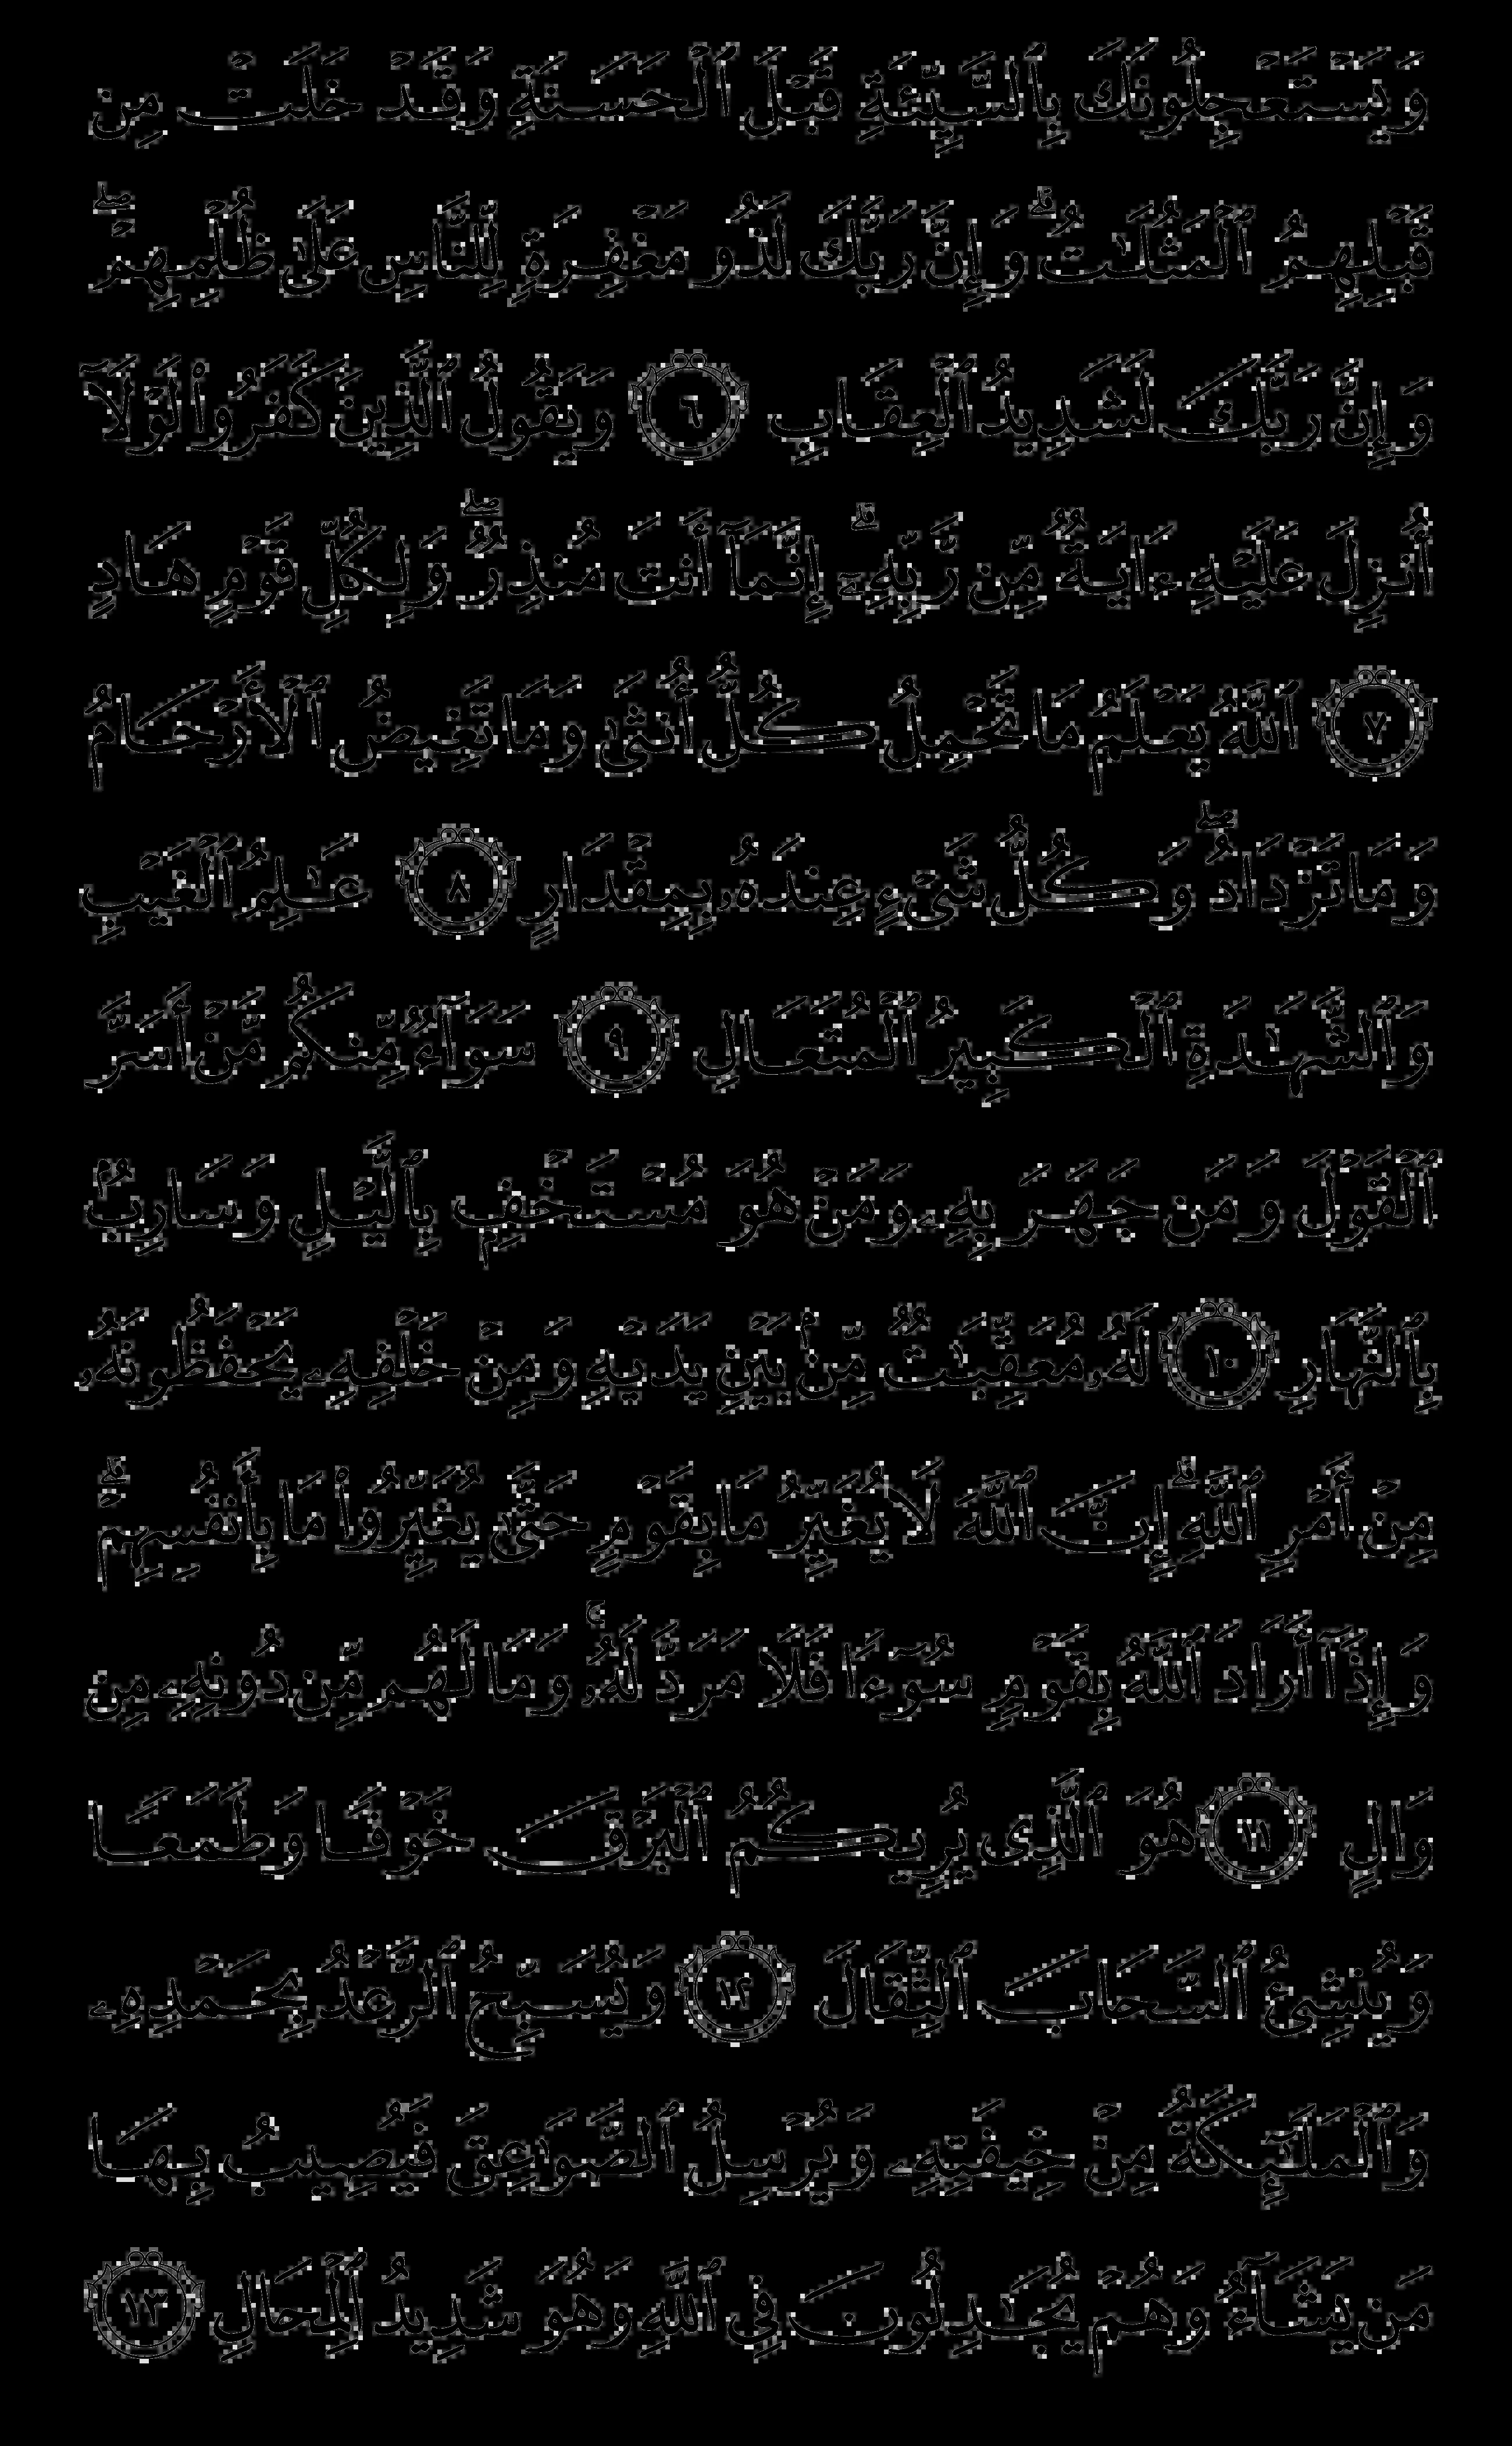 وَيَسْتَعْجِلُونَكَ بِٱلسَّيِّئَةِ قَبْلَ ٱلْحَسَنَةِ وَقَدْ خَلَتْ مِن
قَبْلِهِمُ ٱلْمَثُلَـٰتُ ۗ وَإِنَّ رَبَّكَ لَذُو مَغْفِرَةٍ لِّلنَّاسِ عَلَىٰ ظُلْمِهِمْ ۖ
وَإِنَّ رَبَّكَ لَشَدِيدُ ٱلْعِقَابِ ٦ وَيَقُولُ ٱلَّذِينَ كَفَرُوا۟ لَوْلَآ
أُنزِلَ عَلَيْهِ ءَايَةٌ مِّن رَّبِّهِۦٓ ۗ إِنَّمَآ أَنتَ مُنذِرٌ ۖ وَلِكُلِّ قَوْمٍ هَادٍ
٧ ٱللَّهُ يَعْلَمُ مَا تَحْمِلُ كُلُّ أُنثَىٰ وَمَا تَغِيضُ ٱلْأَرْحَامُ
وَمَا تَزْدَادُ ۖ وَكُلُّ شَىْءٍ عِندَهُۥ بِمِقْدَارٍ ٨ عَـٰلِمُ ٱلْغَيْبِ
وَٱلشَّهَـٰدَةِ ٱلْكَبِيرُ ٱلْمُتَعَالِ ٩ سَوَآءٌ مِّنكُم مَّنْ أَسَرَّ
ٱلْقَوْلَ وَمَن جَهَرَ بِهِۦ وَمَنْ هُوَ مُسْتَخْفٍۭ بِٱلَّيْلِ وَسَارِبٌۢ
بِٱلنَّهَارِ ١٠ لَهُۥ مُعَقِّبَـٰتٌ مِّنۢ بَيْنِ يَدَيْهِ وَمِنْ خَلْفِهِۦ يَحْفَظُونَهُۥ
مِنْ أَمْرِ ٱللَّهِ ۗ إِنَّ ٱللَّهَ لَا يُغَيِّرُ مَا بِقَوْمٍ حَتَّىٰ يُغَيِّرُوا۟ مَا بِأَنفُسِهِمْ ۗ
وَإِذَآ أَرَادَ ٱللَّهُ بِقَوْمٍ سُوٓءًا فَلَا مَرَدَّ لَهُۥ ۚ وَمَا لَهُم مِّن دُونِهِۦ مِن
وَالٍ ١١ هُوَ ٱلَّذِى يُرِيكُمُ ٱلْبَرْقَ خَوْفًا وَطَمَعًا
وَيُنشِئُ ٱلسَّحَابَ ٱلثِّقَالَ ١٢ وَيُسَبِّحُ ٱلرَّعْدُ بِحَمْدِهِۦ
وَٱلْمَلَـٰٓئِكَةُ مِنْ خِيفَتِهِۦ وَيُرْسِلُ ٱلصَّوَٰعِقَ فَيُصِيبُ بِهَا
مَن يَشَآءُ وَهُمْ يُجَـٰدِلُونَ فِى ٱللَّهِ وَهُوَ شَدِيدُ ٱلْمِحَالِ ١٣